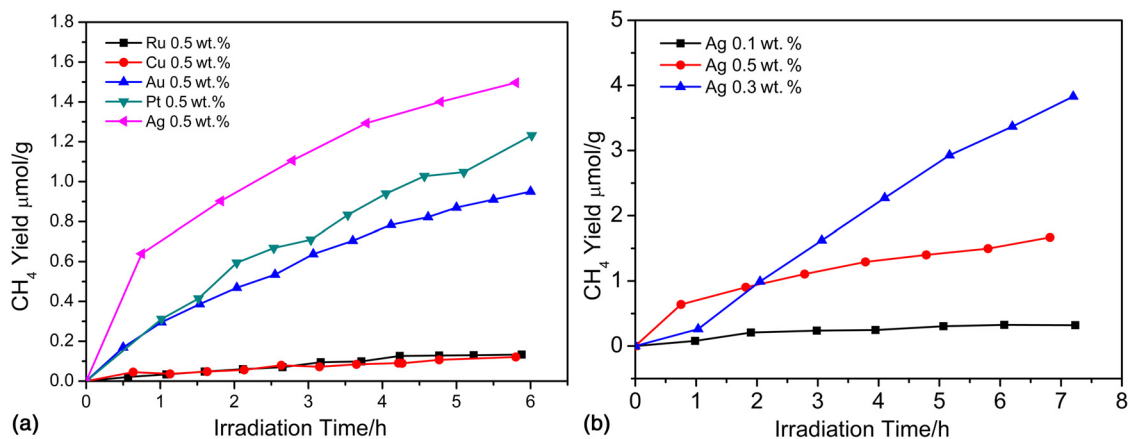 1.8
1.6
1.4
1.2
1.0
0.8
0.6
0.4
0.2
0.0
CH4 Yield μmol/g
Ru 0.5 wt.%
Cu 0.5 wt.%
Au 0.5 wt.%
Pt 0.5 wt.%
Ag 0.5 wt.%
0 1 2 3 4 5 6
(a) Irradiation Time/h
5
4
3
2
1
0
CH4 Yield μmol/g
Ag 0.1 wt. %
Ag 0.5 wt. %
Ag 0.3 wt. %
0 1 2 3 4 5 6 7 8
(b) Irradiation Time/h